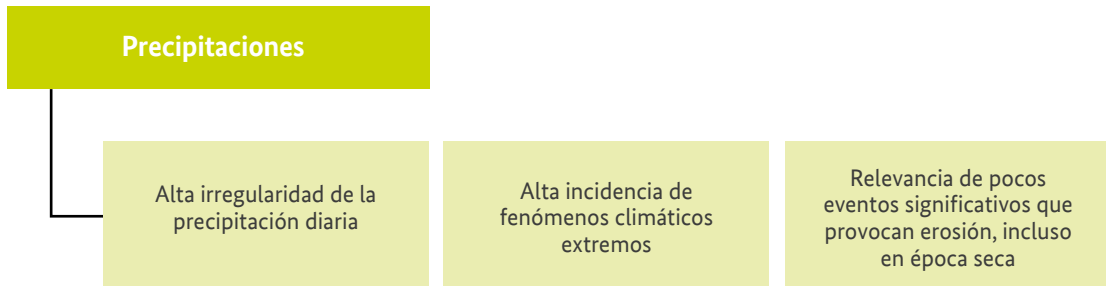 Precipitaciones
Alta irregularidad de la
precipitación diaria
Alta incidencia de
fenómenos climáticos
extremos
Relevancia de pocos
eventos significativos que
provocan erosión, incluso
en época seca